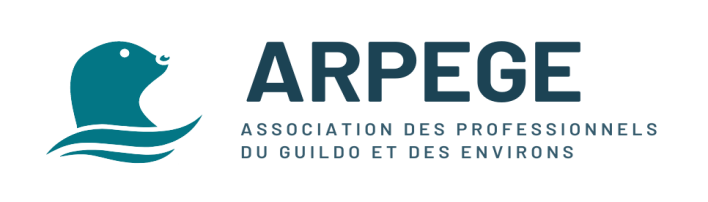 ARPEGE
ASSOCIATION DES PROFESSIONNELS
DU GUILDO ET DES ENVIRONS